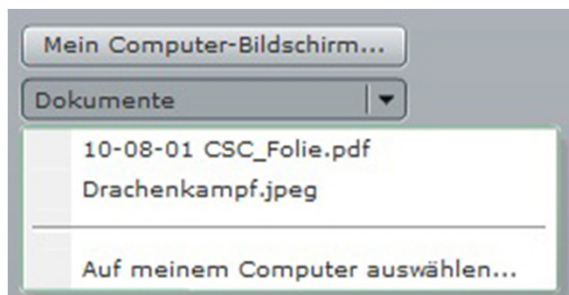 Mein Computer-Bildschirm...
Dokumente
10-08-01 CSC_Folie.pdf
Drachenkampf.jpeg
Auf meinem Computer auswählen...